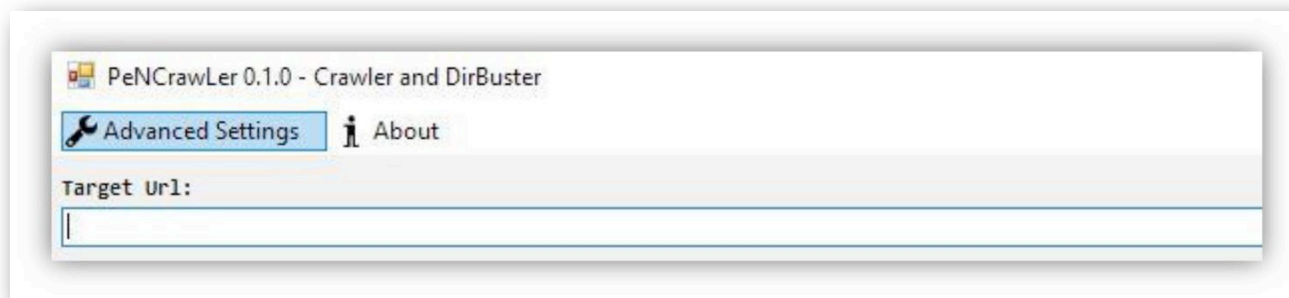 PeNCrawLer 0.1.0 - Crawler and DirBuster
Advanced Settings About
Target Url: